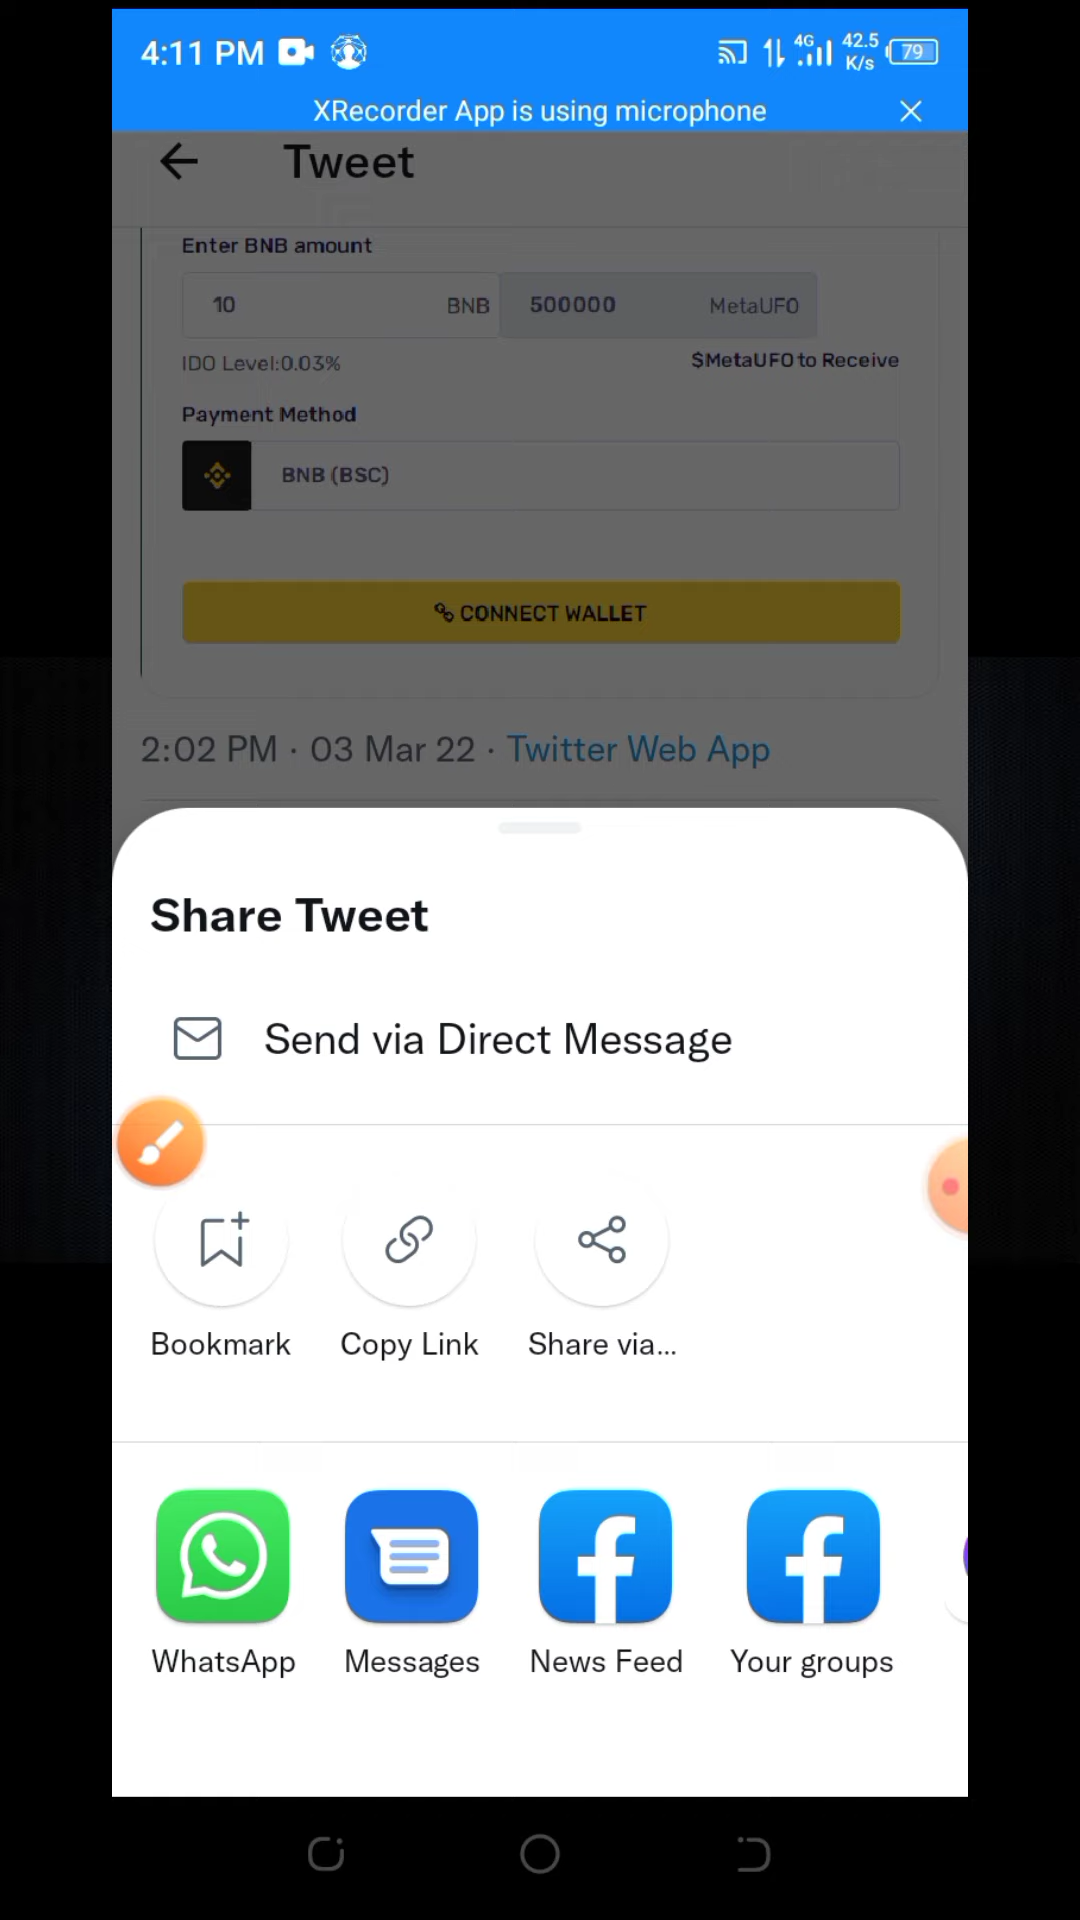 4:11 PM 4G 42.5 K/s 79
XRecorder App is using microphone
Tweet
Enter BNB amount
10 BNB 500000 MetaUFO
IDO Level:0.03% $MetaUFO to Receive
Payment Method
BNB (BSC)
CONNECT WALLET
2:02 PM · 03 Mar 22 · Twitter Web App
Share Tweet
Send via Direct Message
Bookmark Copy Link Share via...
WhatsApp Messages News Feed Your groups